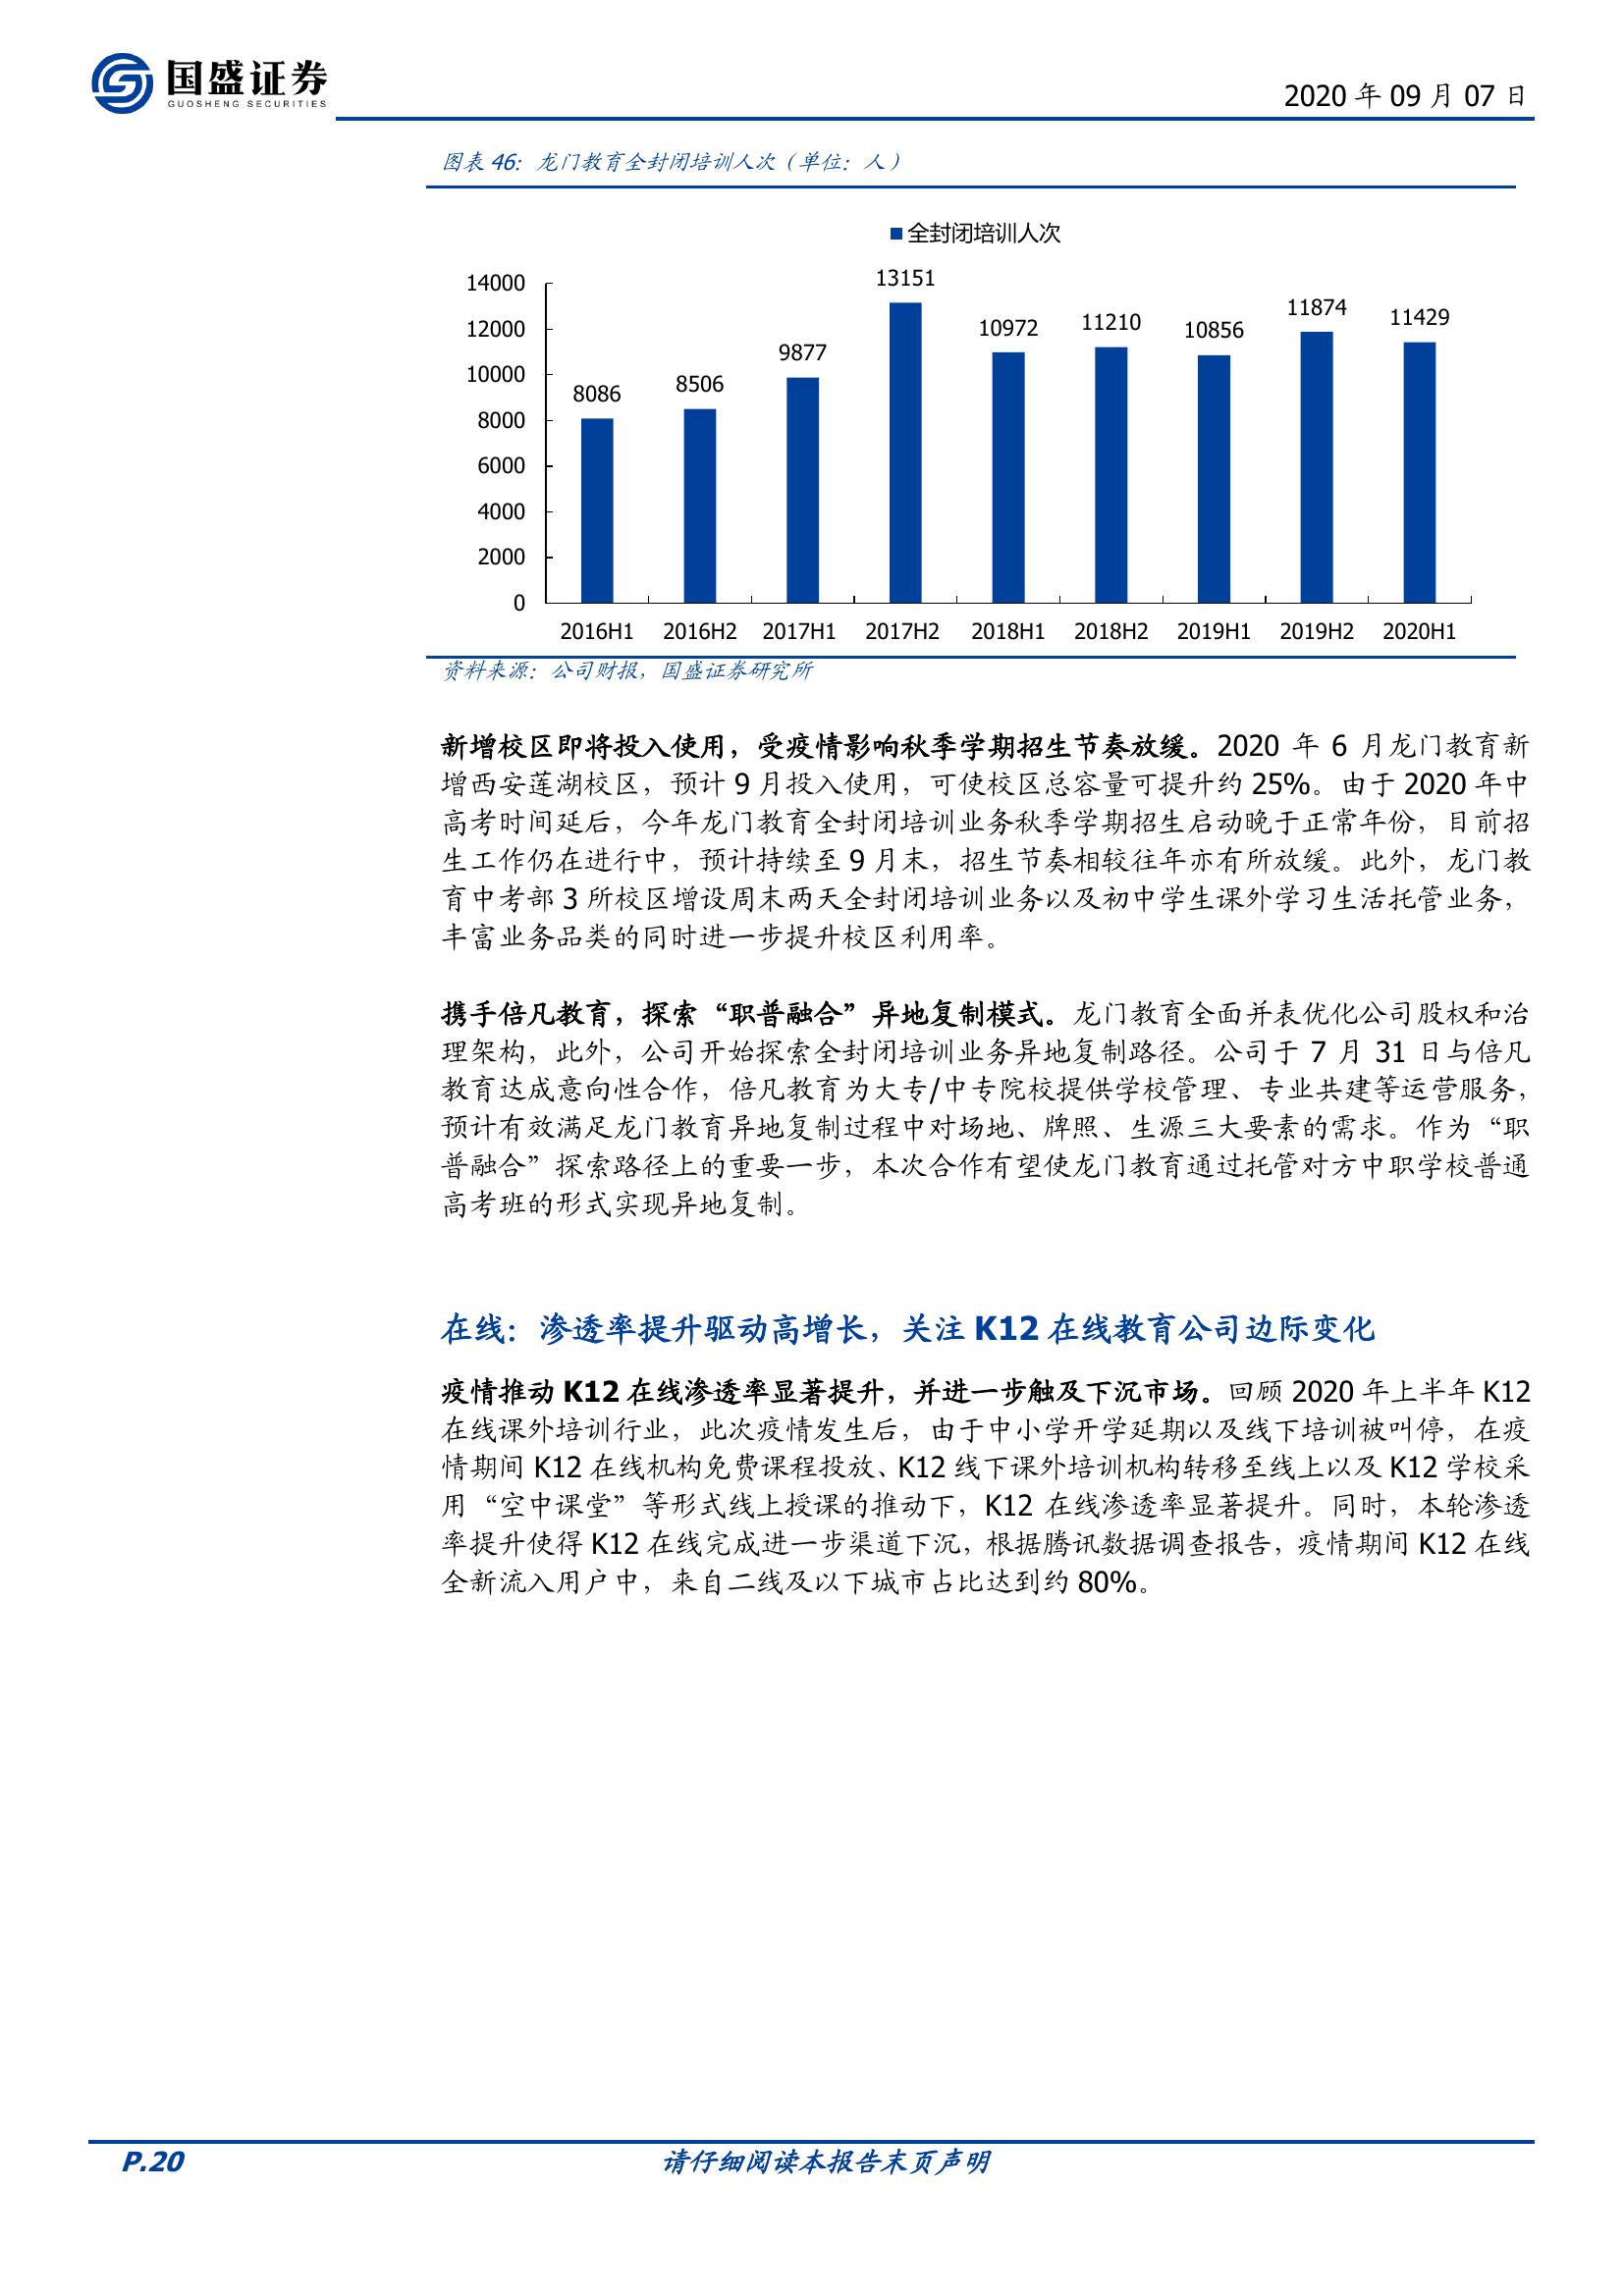 国盛证券
GUOSHENG SECURITIES
2020 年 09 月 07 日
图表 46：龙门教育全封闭培训人次（单位：人）
全封闭培训人次
14000
12000
10000
8000
6000
4000
2000
0
8086
8506
9877
13151
10972
11210
10856
11874
11429
2016H1
2016H2
2017H1
2017H2
2018H1
2018H2
2019H1
2019H2
2020H1
资料来源：公司财报，国盛证券研究所
新增校区即将投入使用，受疫情影响秋季学期招生节奏放缓。2020 年 6 月龙门教育新
增西安莲湖校区，预计 9 月投入使用，可使校区总容量可提升约 25%。由于 2020 年中
高考时间延后，今年龙门教育全封闭培训业务秋季学期招生启动晚于正常年份，目前招
生工作仍在进行中，预计持续至 9 月末，招生节奏相较往年亦有所放缓。此外，龙门教
育中考部 3 所校区增设周末两天全封闭培训业务以及初中学生课外学习生活托管业务，
丰富业务品类的同时进一步提升校区利用率。
携手倍凡教育，探索“职普融合”异地复制模式。龙门教育全面并表优化公司股权和治
理架构，此外，公司开始探索全封闭培训业务异地复制路径。公司于 7 月 31 日与倍凡
教育达成意向性合作，倍凡教育为大专/中专院校提供学校管理、专业共建等运营服务，
预计有效满足龙门教育异地复制过程中对场地、牌照、生源三大要素的需求。作为“职
普融合”探索路径上的重要一步，本次合作有望使龙门教育通过托管对方中职学校普通
高考班的形式实现异地复制。
在线：渗透率提升驱动高增长，关注 K12 在线教育公司边际变化
疫情推动 K12 在线渗透率显著提升，并进一步触及下沉市场。回顾 2020 年上半年 K12
在线课外培训行业，此次疫情发生后，由于中小学开学延期以及线下培训被叫停，在疫
情期间 K12 在线机构免费课程投放、K12 线下课外培训机构转移至线上以及 K12 学校采
用“空中课堂”等形式线上授课的推动下，K12 在线渗透率显著提升。同时，本轮渗透
率提升使得 K12 在线完成进一步渠道下沉，根据腾讯数据调查报告，疫情期间 K12 在线
全新流入用户中，来自二线及以下城市占比达到约 80%。
P.20
请仔细阅读本报告末页声明